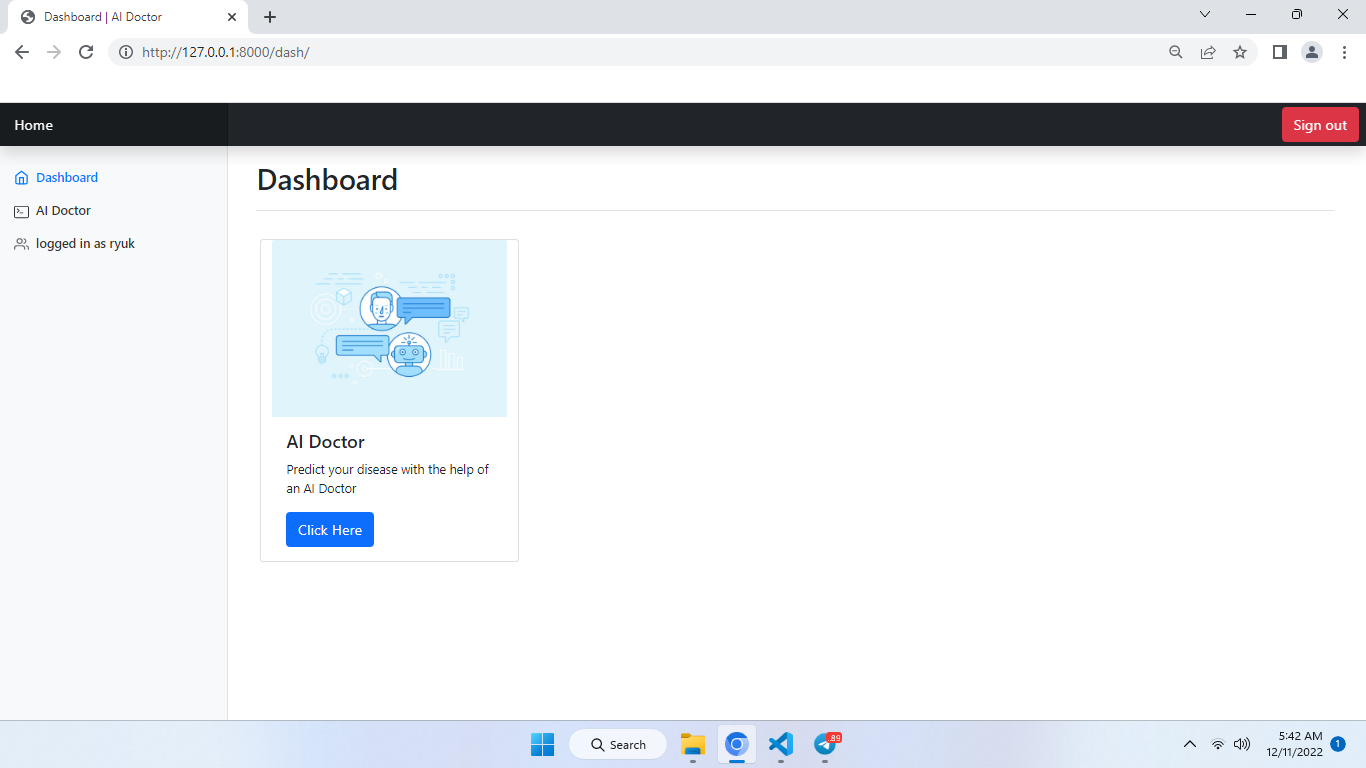 Dashboard | AI Doctor
http://127.0.0.1:8000/dash/
Home
Sign out
Dashboard
AI Doctor
logged in as ryuk
Dashboard
AI Doctor
Predict your disease with the help of
an AI Doctor
Click Here
Search
89
5:42 AM
12/11/2022
1